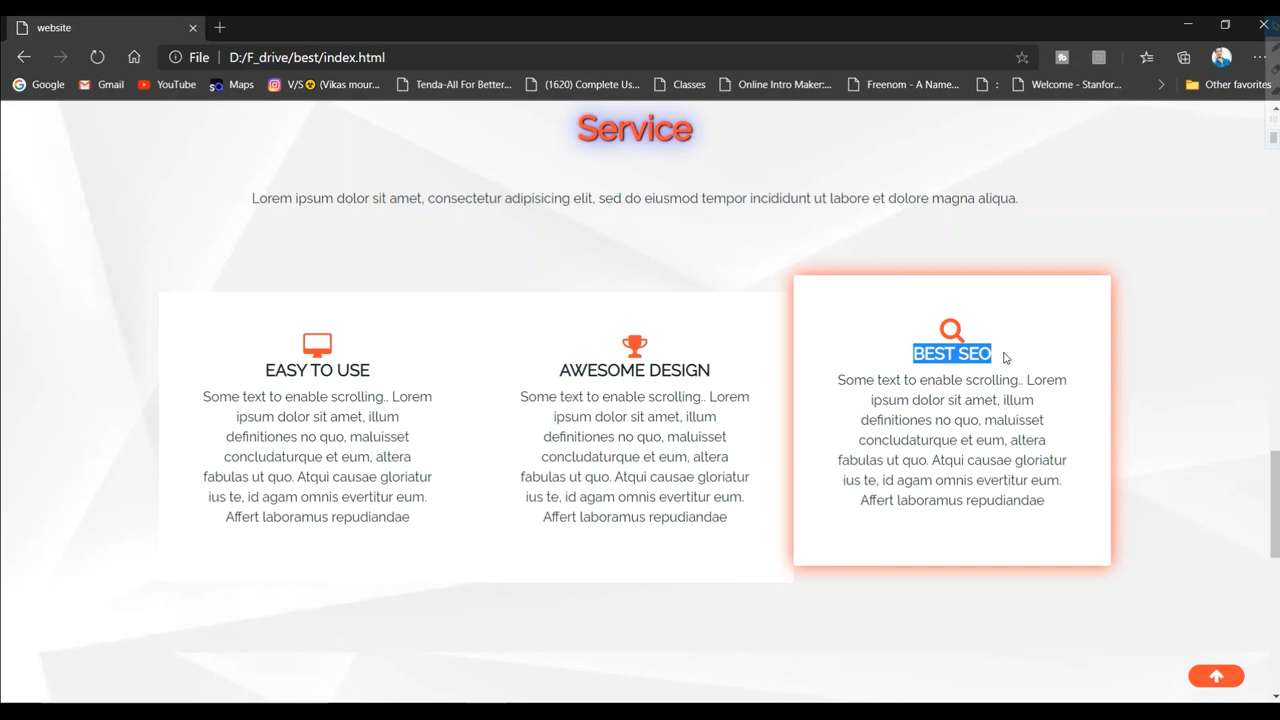 website
File
D:/F_drive/best/index.html
Google
Gmail
YouTube
Maps
V/S (Vikas mour...
Tenda-All For Better...
(1620) Complete Us...
Classes
Online Intro Maker:...
Freenom - A Name...
:
Welcome - Stanfor...
Other favorites
Service
Lorem ipsum dolor sit amet, consectetur adipisicing elit, sed do eiusmod tempor incididunt ut labore et dolore magna aliqua.
EASY TO USE
Some text to enable scrolling.. Lorem
ipsum dolor sit amet, illum
definitiones no quo, maluisset
concludaturque et eum, altera
fabulas ut quo. Atqui causae gloriatur
ius te, id agam omnis evertitur eum.
Affert laboramus repudiandae
AWESOME DESIGN
Some text to enable scrolling.. Lorem
ipsum dolor sit amet, illum
definitiones no quo, maluisset
concludaturque et eum, altera
fabulas ut quo. Atqui causae gloriatur
ius te, id agam omnis evertitur eum.
Affert laboramus repudiandae
BEST SEO
Some text to enable scrolling.. Lorem
ipsum dolor sit amet, illum
definitiones no quo, maluisset
concludaturque et eum, altera
fabulas ut quo. Atqui causae gloriatur
ius te, id agam omnis evertitur eum.
Affert laboramus repudiandae